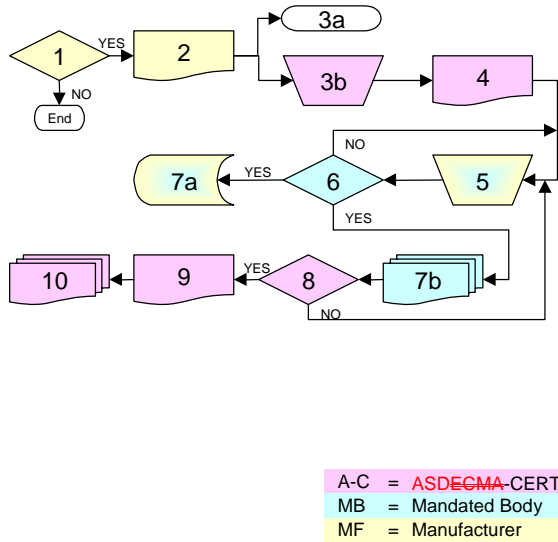 3a
1
YES
2
3b
4
NO
End
NO
7a
YES
6
5
YES
10
9
YES
8
7b
NO
A-C = ASDECMA-CERT
MB = Mandated Body
MF = Manufacturer